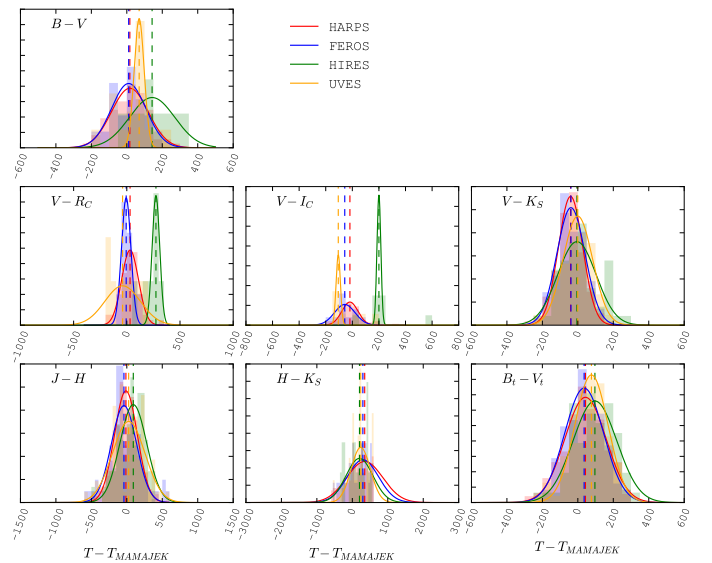 B − V
HARPS
FEROS
HIRES
UVES
−600 −400 −200 0 200 400 600
V − R_C
V − I_C
V − K_S
−1000 −500 0 500 1000
−800 −600 −400 −200 0 200 400 600 800
−600 −400 −200 0 200 400 600
J − H
H − K_S
B_t − V_t
−1500 −1000 −500 0 500 1000 1500
−3000 −2000 −1000 0 1000 2000 3000
−600 −400 −200 0 200 400 600
T − T_MAMAJEK
T − T_MAMAJEK
T − T_MAMAJEK